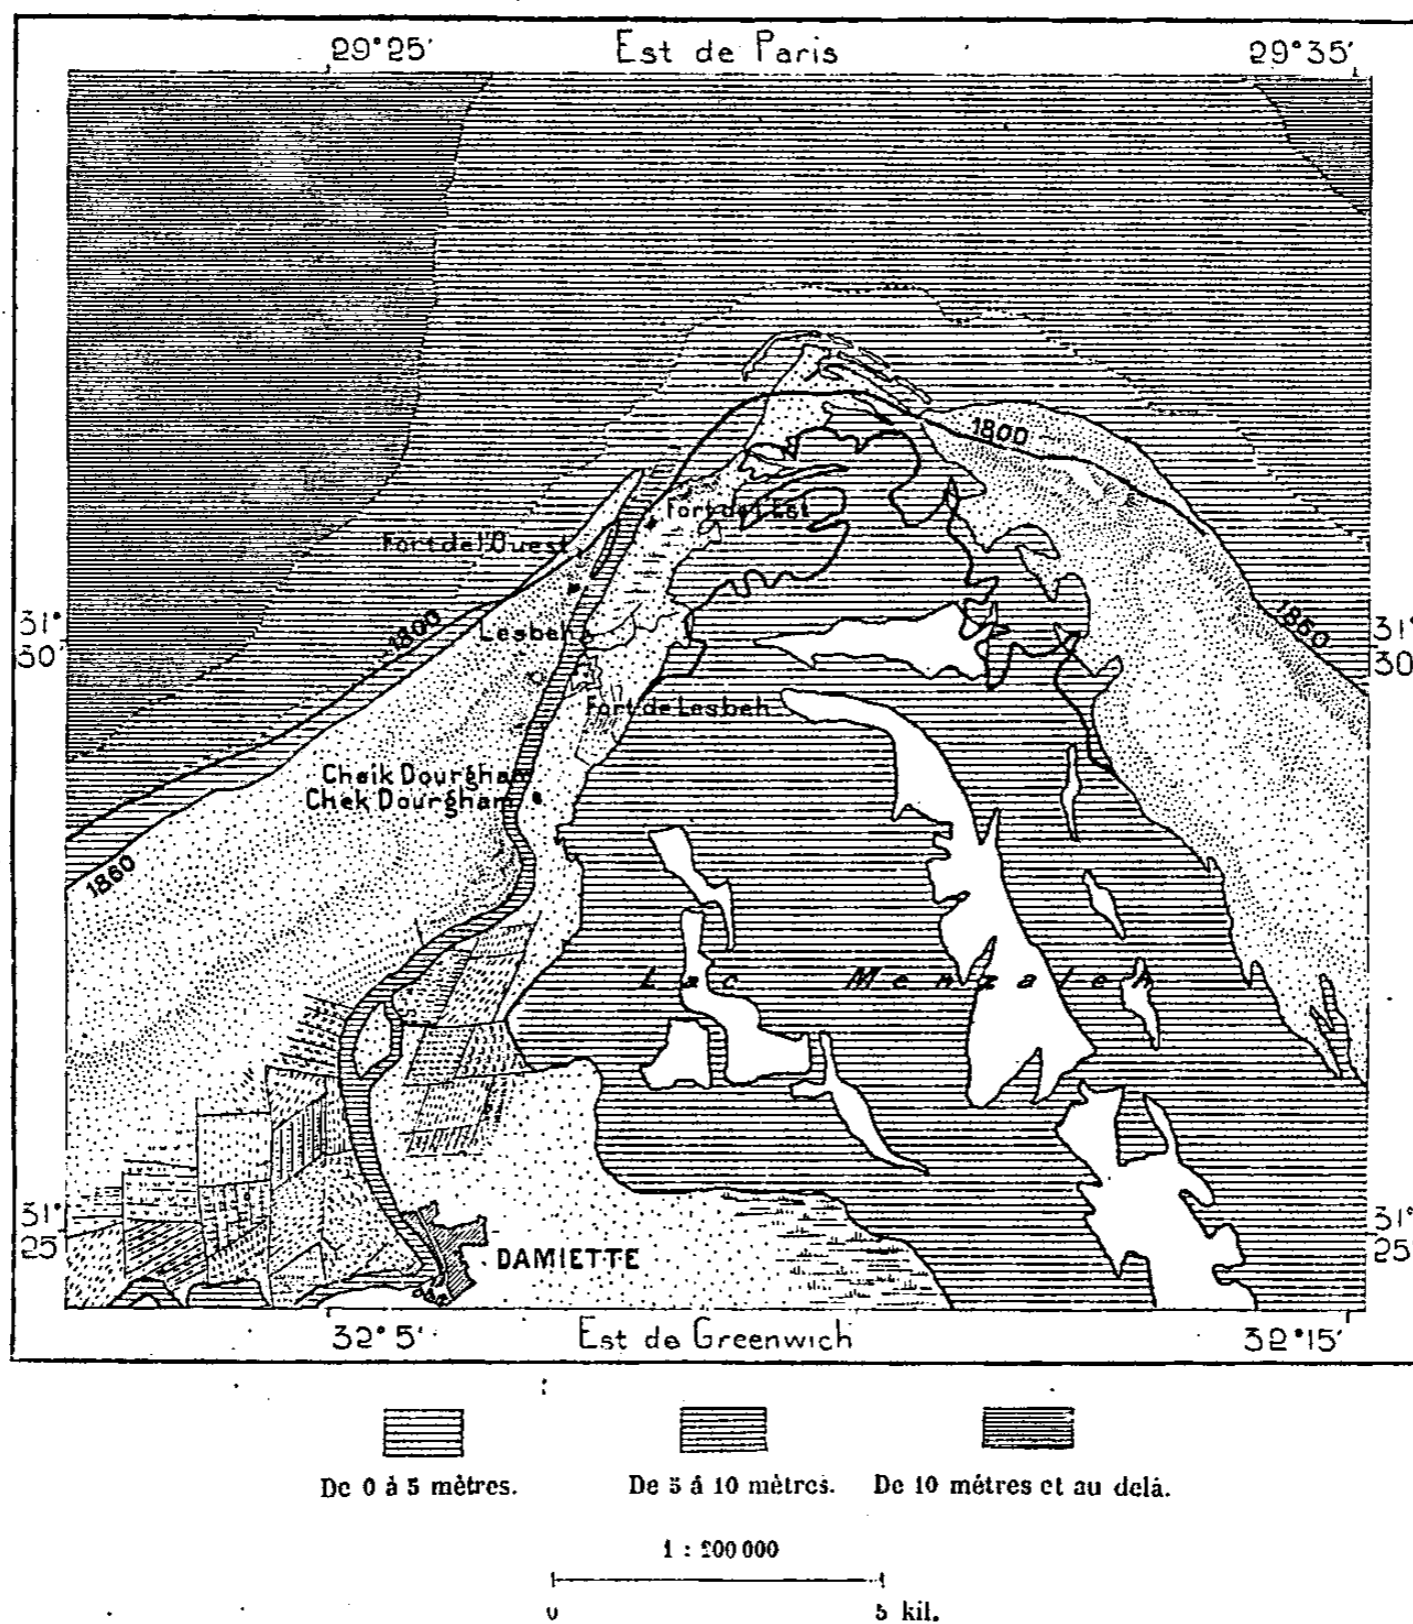 29°25'
Est de Paris
29°35'
1800
Fort de l'Est
Fort de l'Ouest
1800
Lesbeh
31°
30'
31°
30'
1860
Fort de Lesbeh
Cheik Dourgham
Chek Dourgham
1860
Lac Menzaleh
31°
25'
31°
25'
DAMIETTE
32°5'
Est de Greenwich
32°15'
De 0 à 5 mètres.
De 5 à 10 mètres.
De 10 mètres et au delà.
1 : 200 000
0
5 kil.